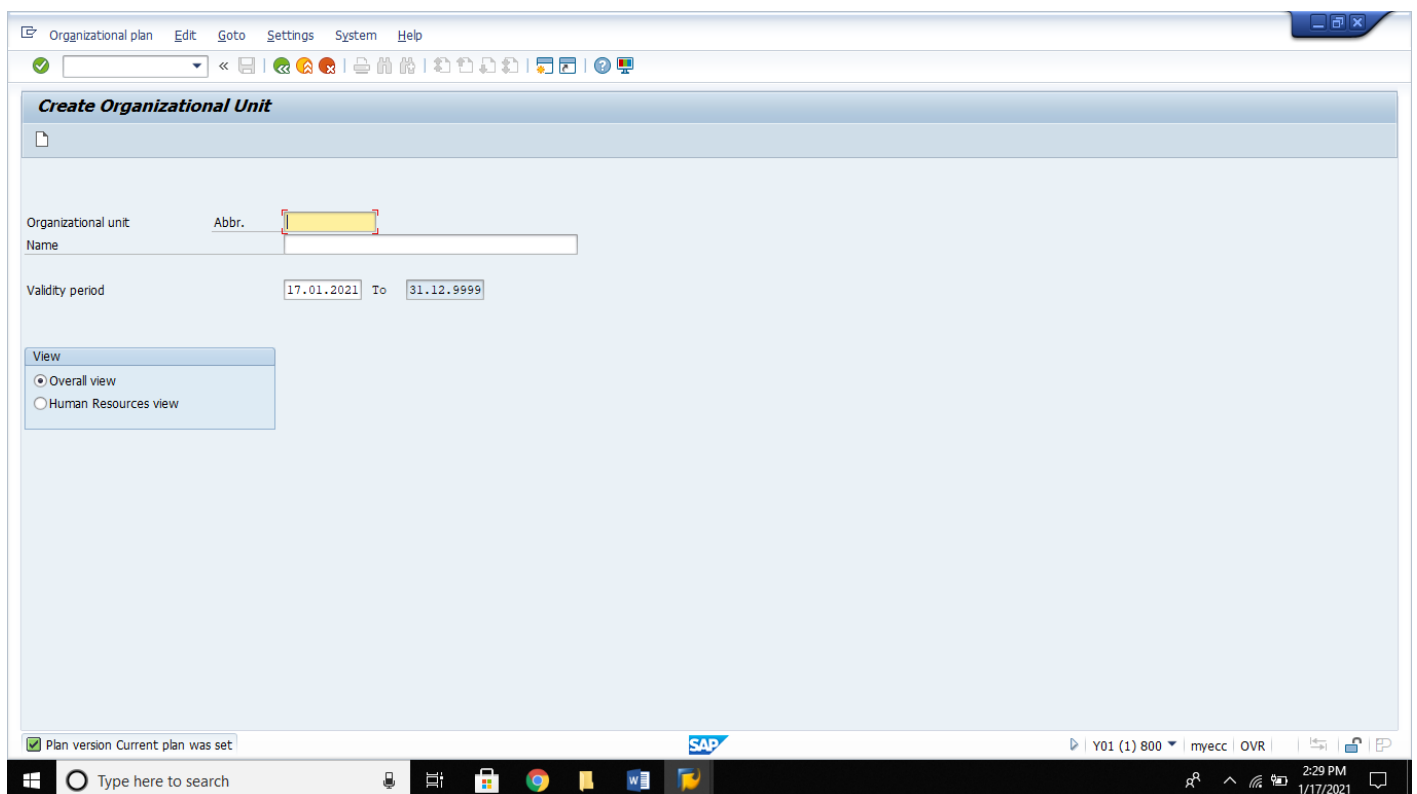 Organizational plan Edit Goto Settings System Help
Create Organizational Unit
Organizational unit Abbr.
Name
Validity period 17.01.2021 To 31.12.9999
View
Overall view
Human Resources view
Plan version Current plan was set SAP Y01 (1) 800 myecc OVR
Type here to search W 2:29 PM
1/17/2021